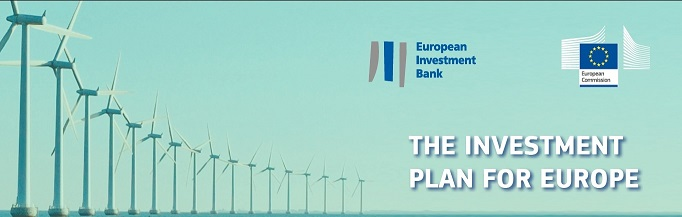 European
Investment
Bank
European
Commission
THE INVESTMENT
PLAN FOR EUROPE